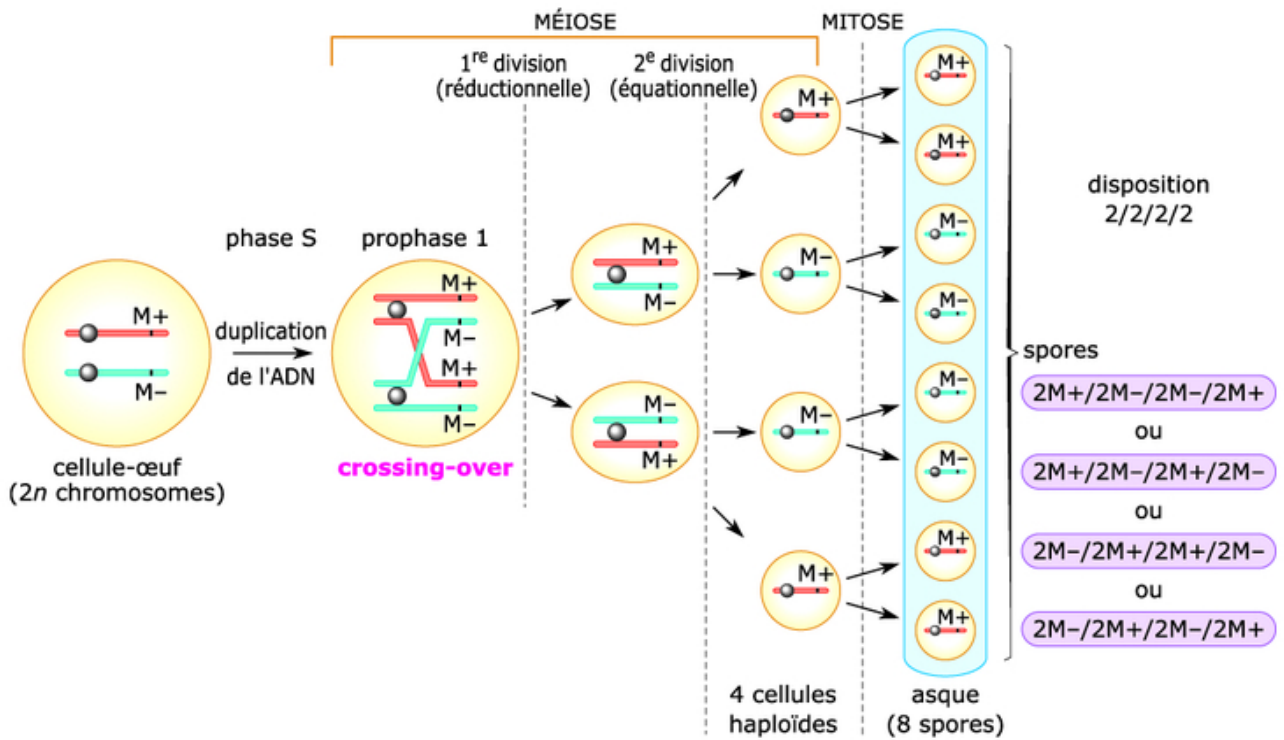 MÉIOSE
MITOSE
1re division
(réductionnelle)
2e division
(équationnelle)
phase S
prophase 1
M+
M−
duplication
de l'ADN
cellule-œuf
(2n chromosomes)
M+
M−
M+
M−
crossing-over
M+
M−
M−
M+
M+
M−
M−
M+
4 cellules
haploïdes
M+
M+
M−
M−
M−
M−
M+
M+
asque
(8 spores)
disposition
2/2/2/2
spores
2M+/2M−/2M−/2M+
ou
2M+/2M−/2M+/2M−
ou
2M−/2M+/2M+/2M−
ou
2M−/2M+/2M−/2M+